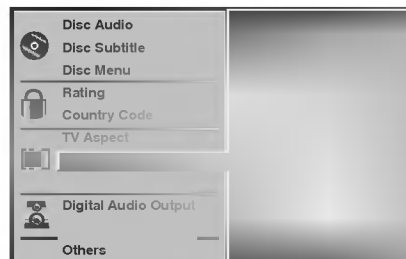 Disc Audio
Disc Subtitle
Disc Menu
Rating
Country Code
TV Aspect
Digital Audio Output
Others